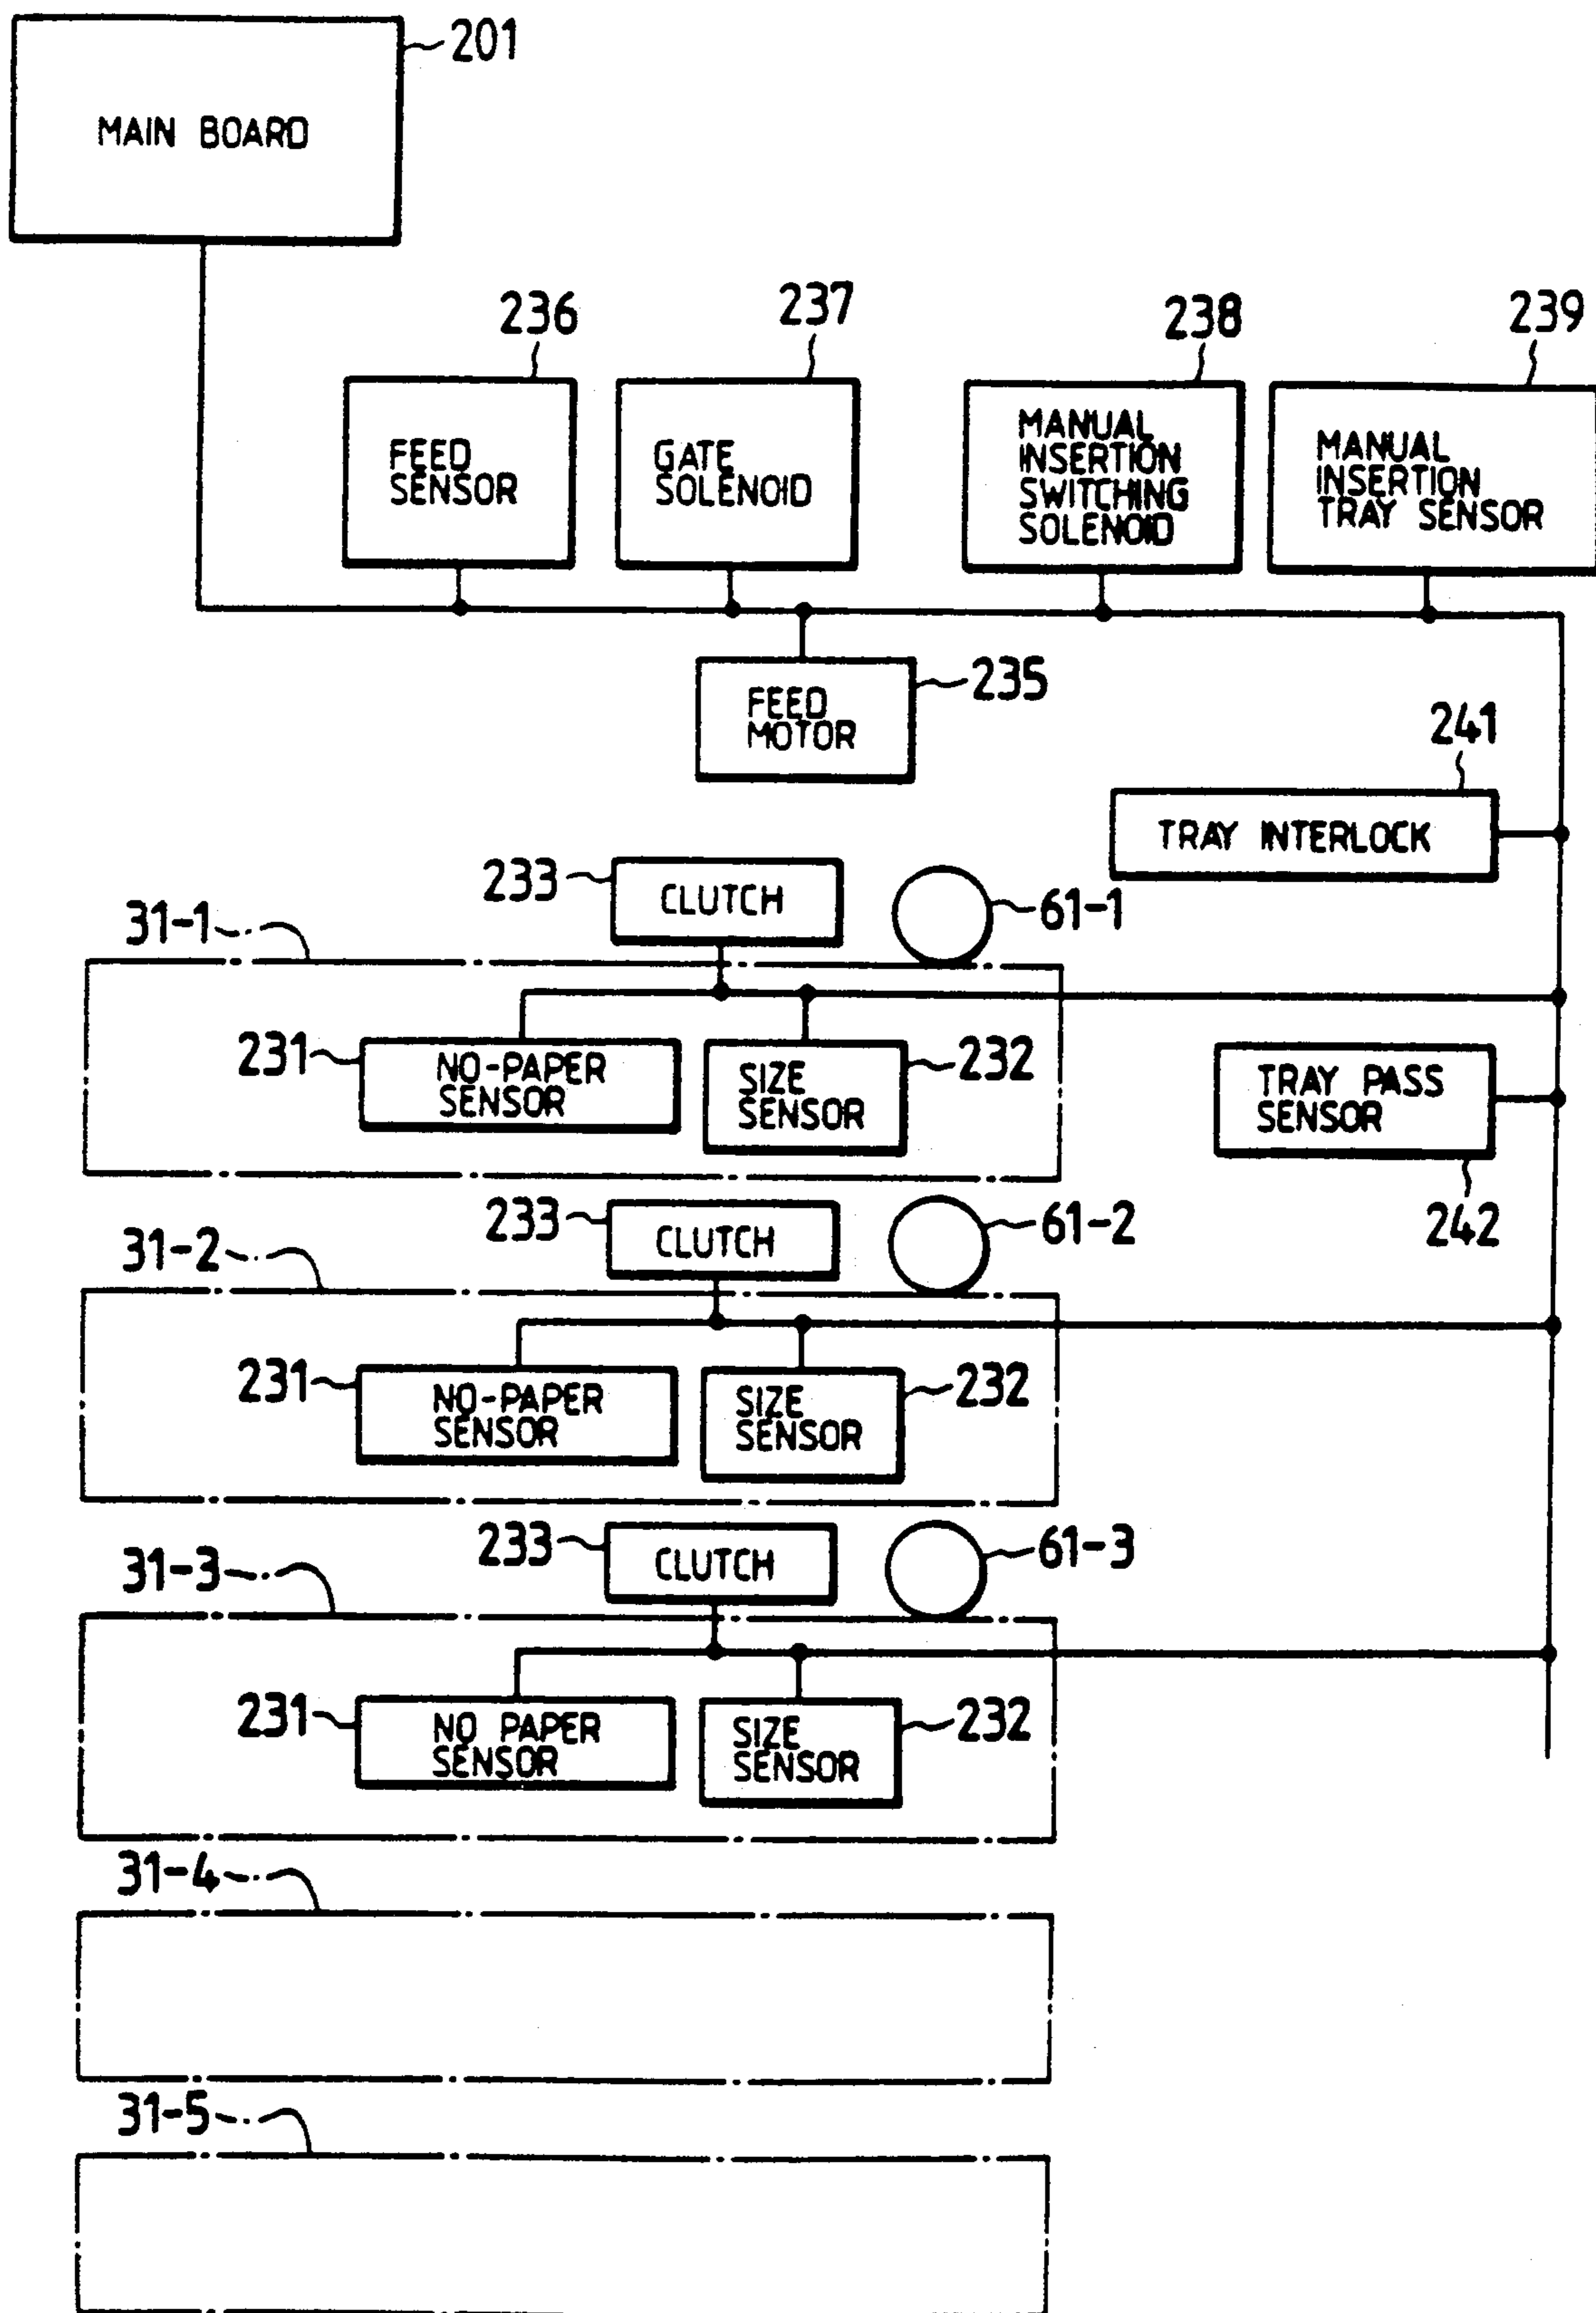 201
MAIN BOARD
236
237
238
239
FEED
SENSOR
GATE
SOLENOID
MANUAL
INSERTION
SWITCHING
SOLENOID
MANUAL
INSERTION
TRAY SENSOR
FEED
MOTOR
235
241
TRAY INTERLOCK
233
CLUTCH
61-1
31-1
231
NO-PAPER
SENSOR
SIZE
SENSOR
232
TRAY PASS
SENSOR
242
233
CLUTCH
61-2
31-2
231
NO-PAPER
SENSOR
SIZE
SENSOR
232
233
CLUTCH
61-3
31-3
231
NO PAPER
SENSOR
SIZE
SENSOR
232
31-4
31-5